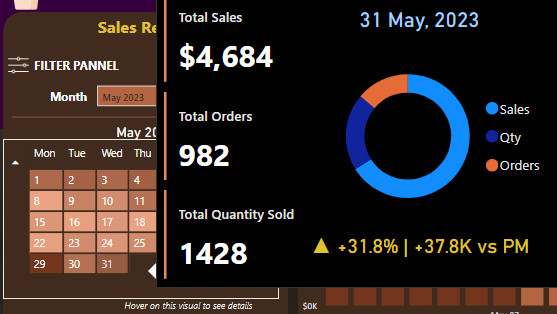 Sales Re
FILTER PANNEL
Month
May 2023
May 20
Mon Tue Wed Thu
1 2 3 4
8 9 10 11
15 16 17 18
22 23 24 25
29 30 31
Hover on this visual to see details
Total Sales
$4,684
Total Orders
982
Total Quantity Sold
1428
31 May, 2023
Sales
Qty
Orders
▲ +31.8% | +37.8K vs PM
$0K